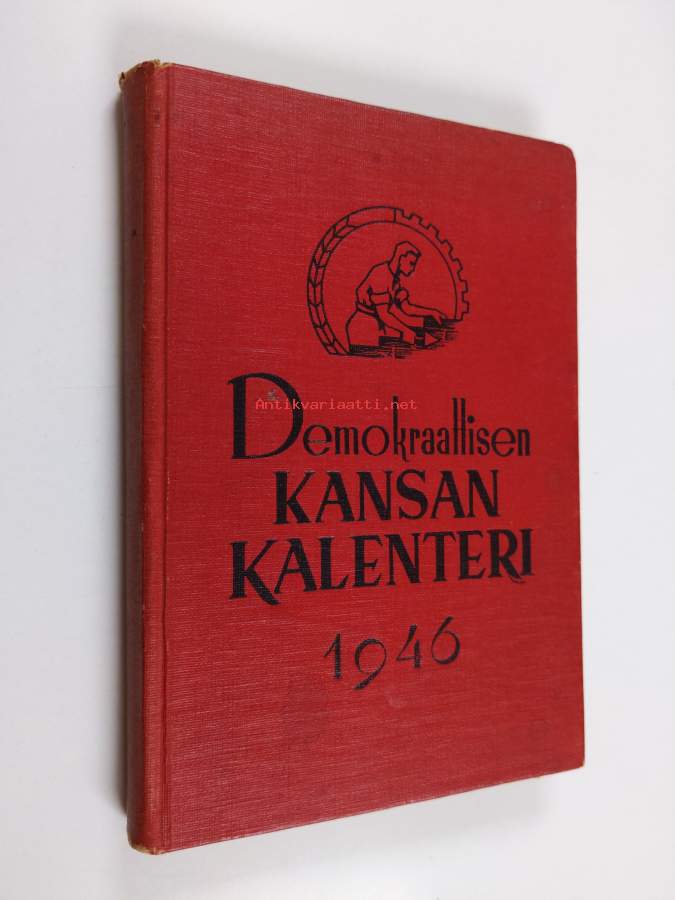 Demokraattisen
Antikvariaatti.net
KANSAN
KALENTERI
1946